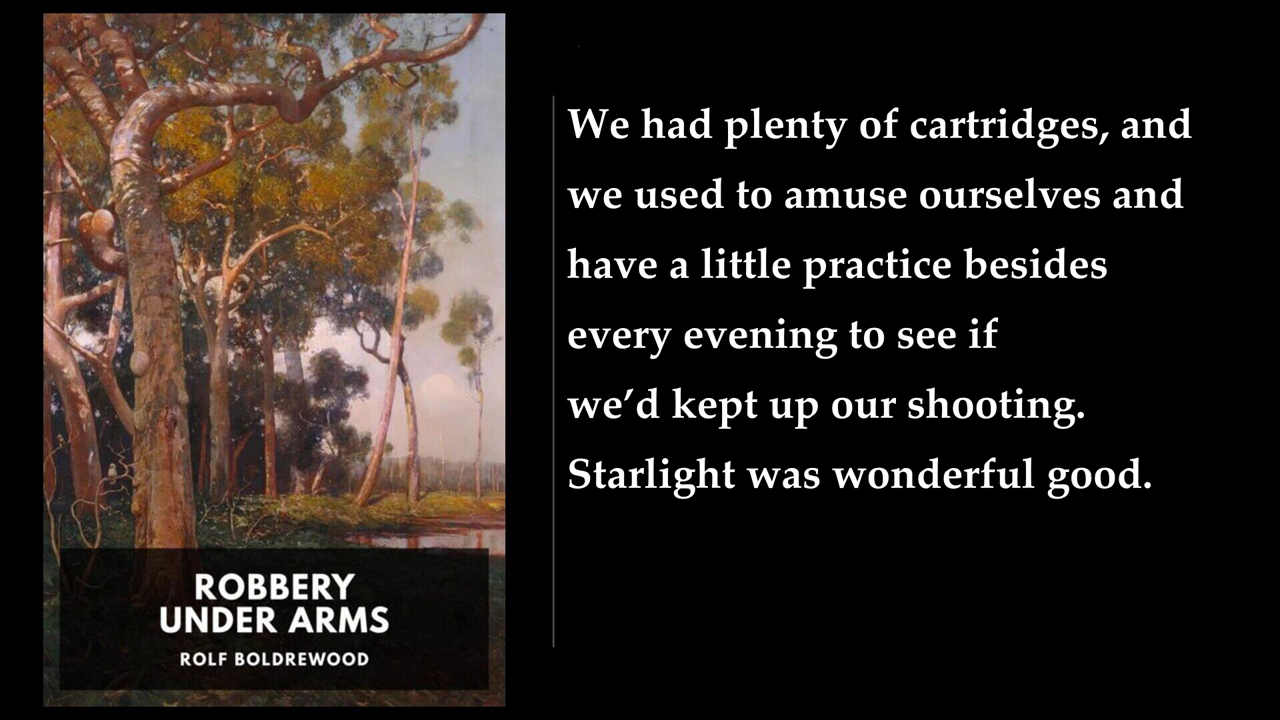 We had plenty of cartridges, and
we used to amuse ourselves and
have a little practice besides
every evening to see if
we’d kept up our shooting.
Starlight was wonderful good.
ROBBERY
UNDER ARMS
ROLF BOLDREWOOD